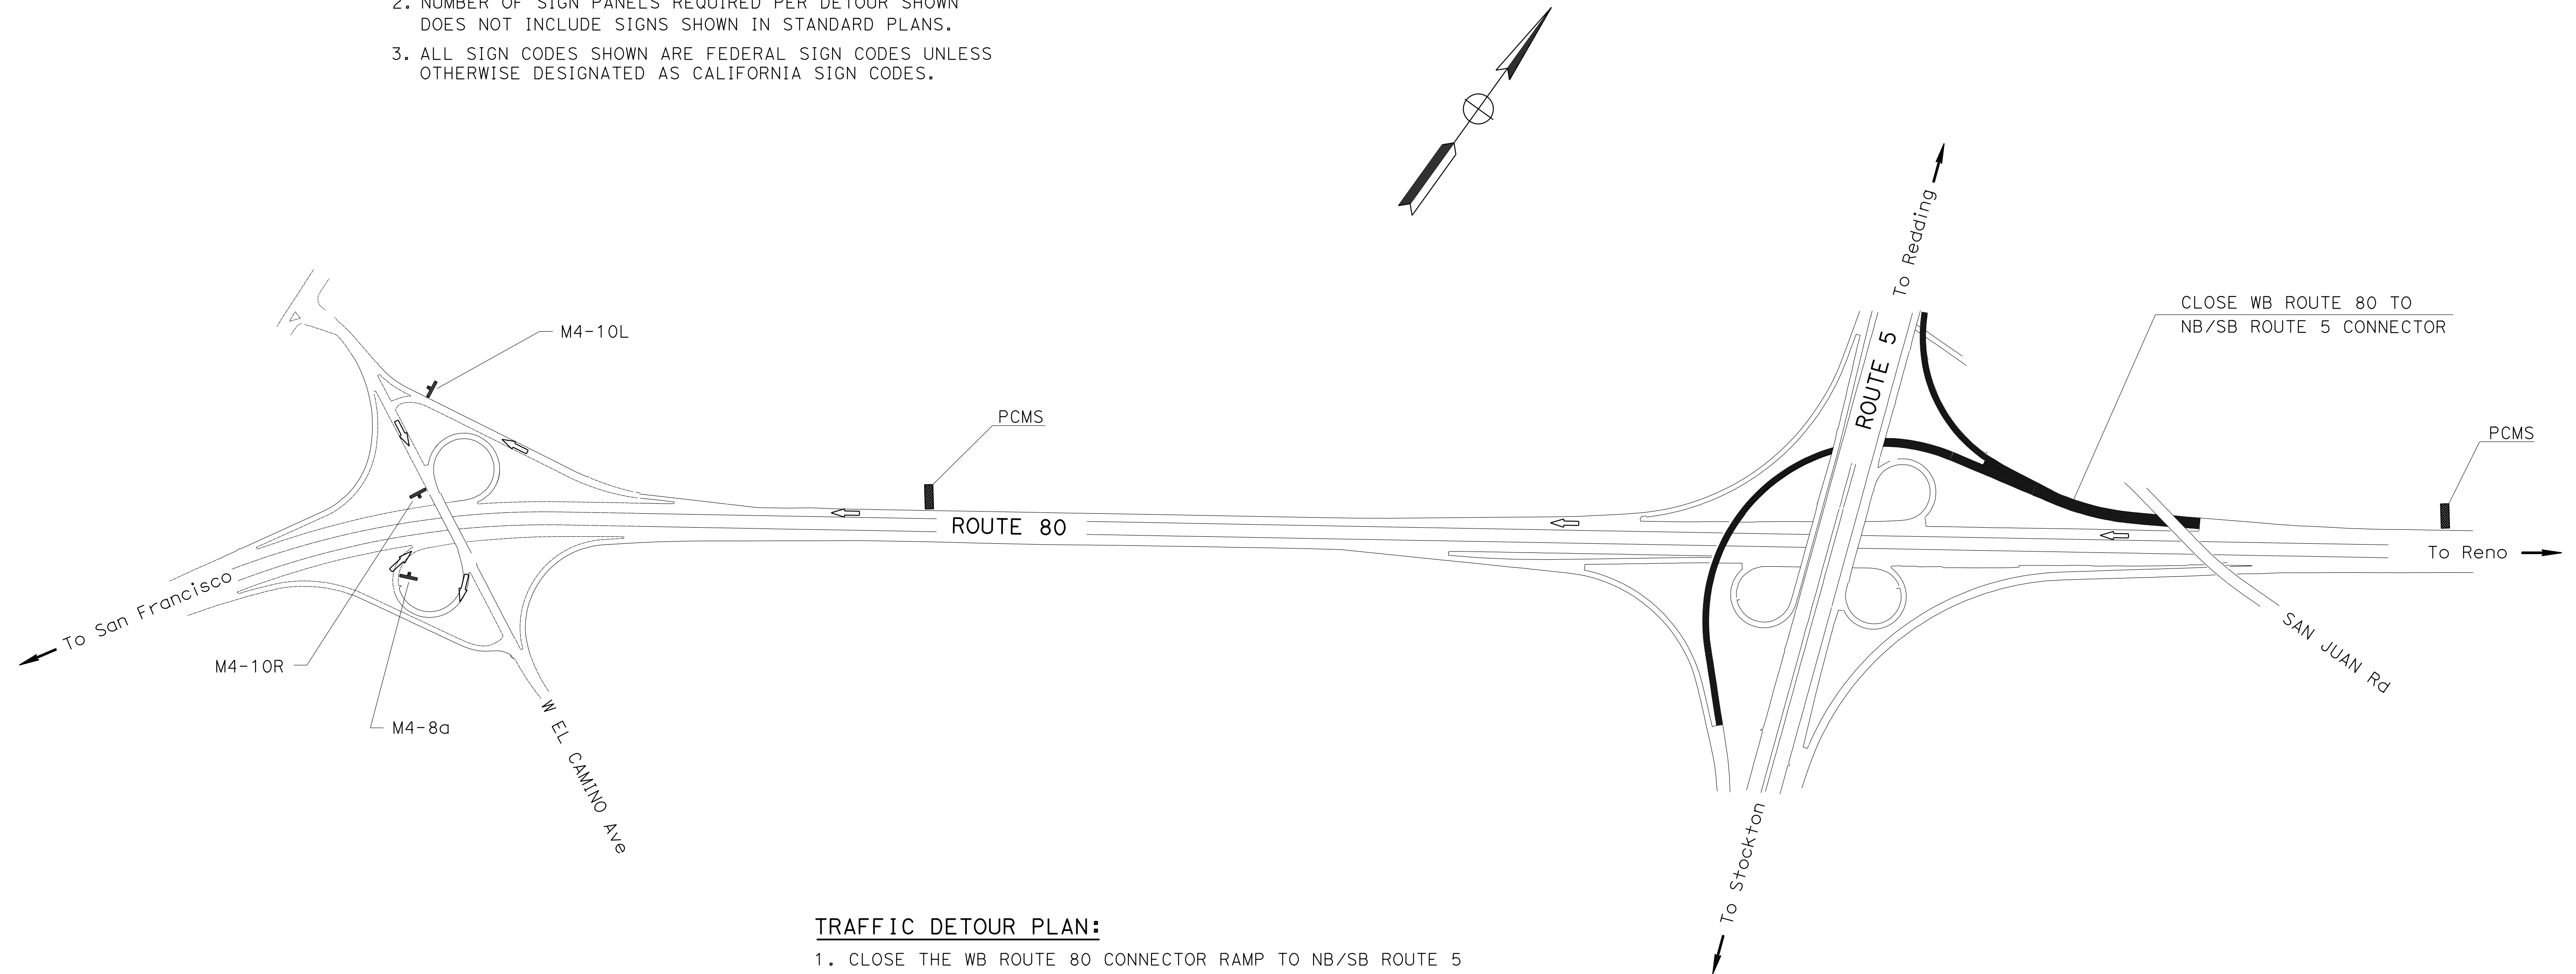 2. NUMBER OF SIGN PANELS REQUIRED PER DETOUR SHOWN
DOES NOT INCLUDE SIGNS SHOWN IN STANDARD PLANS.
3. ALL SIGN CODES SHOWN ARE FEDERAL SIGN CODES UNLESS
OTHERWISE DESIGNATED AS CALIFORNIA SIGN CODES.
To Redding
CLOSE WB ROUTE 80 TO
NB/SB ROUTE 5 CONNECTOR
M4-10L
ROUTE 5
PCMS
PCMS
ROUTE 80
To Reno
To San Francisco
SAN JUAN Rd
M4-10R
M4-8a
W EL CAMINO Ave
To Stockton
TRAFFIC DETOUR PLAN:
1. CLOSE THE WB ROUTE 80 CONNECTOR RAMP TO NB/SB ROUTE 5